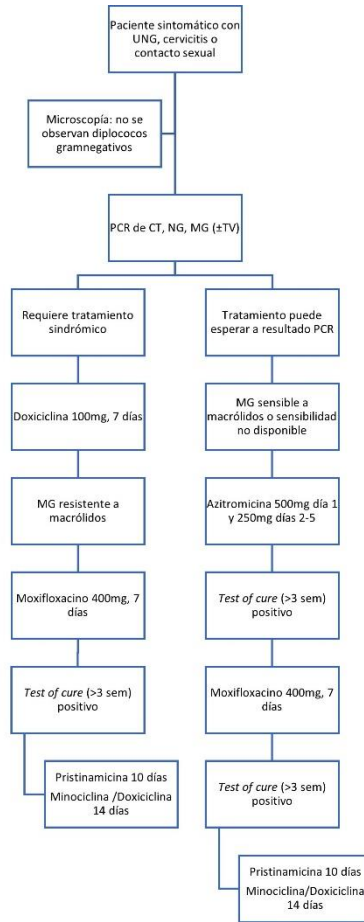 Paciente sintomático con
UNG, cervicitis o
contacto sexual
Microscopía: no se
observan diplococos
gramnegativos
PCR de CT, NG, MG (±TV)
Requiere tratamiento
sindrómico
Doxiciclina 100mg, 7 días
MG resistente a
macrólidos
Moxifloxacino 400mg, 7
días
Test of cure (>3 sem)
positivo
Pristinamicina 10 días
Minociclina /Doxiciclina
14 días
Tratamiento puede
esperar a resultado PCR
MG sensible a
macrólidos o sensibilidad
no disponible
Azitromicina 500mg día 1
y 250mg días 2-5
Test of cure (>3 sem)
positivo
Moxifloxacino 400mg, 7
días
Test of cure (>3 sem)
positivo
Pristinamicina 10 días
Minociclina/Doxiciclina
14 días